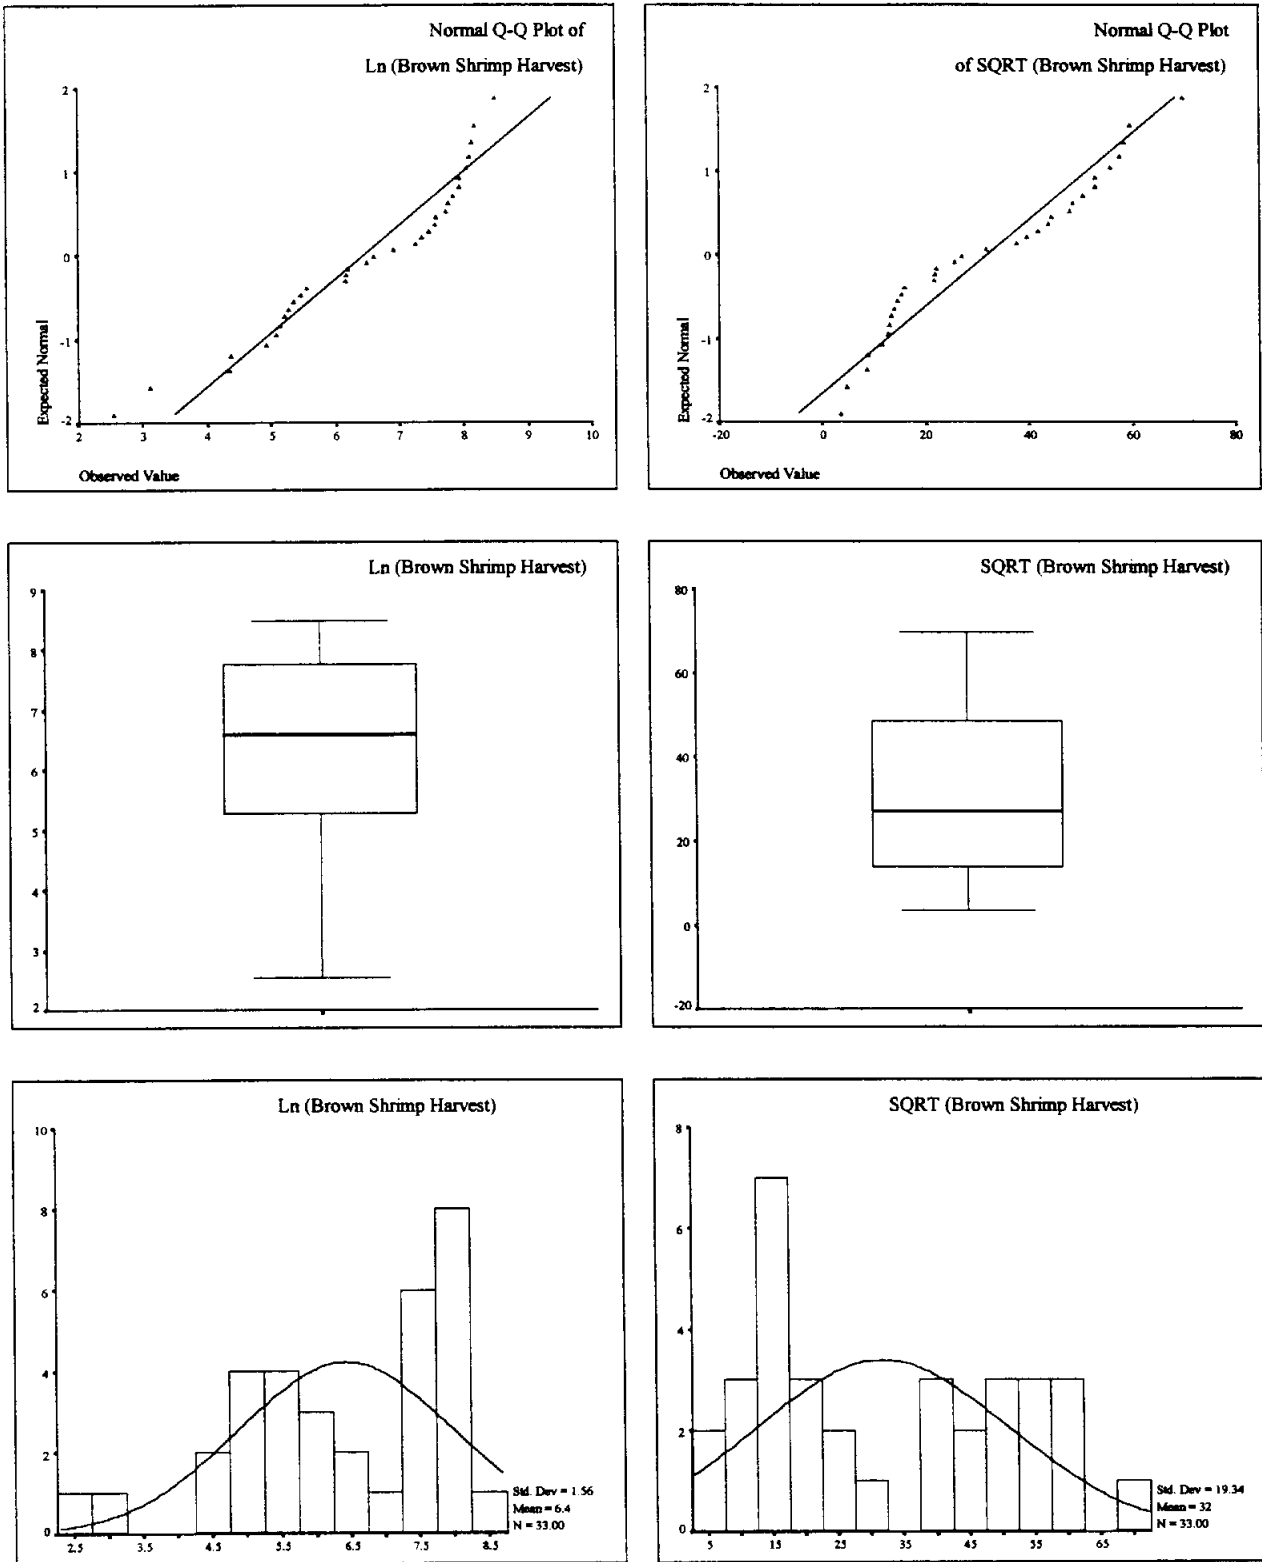 Normal Q-Q Plot of
Ln (Brown Shrimp Harvest)
2
1
0
-1
-2
Expected Normal
2 3 4 5 6 7 8 9 10
Observed Value
Normal Q-Q Plot
of SQRT (Brown Shrimp Harvest)
2
1
0
-1
-2
Expected Normal
-20 0 20 40 60 80
Observed Value
Ln (Brown Shrimp Harvest)
9
8
7
6
5
4
3
2
SQRT (Brown Shrimp Harvest)
80
60
40
20
0
-20
Ln (Brown Shrimp Harvest)
10
8
6
4
2
0
2.5 3.5 4.5 5.5 6.5 7.5 8.5
Std. Dev = 1.56
Mean = 6.4
N = 33.00
SQRT (Brown Shrimp Harvest)
8
6
4
2
0
5 15 25 35 45 55 65
Std. Dev = 19.34
Mean = 32
N = 33.00